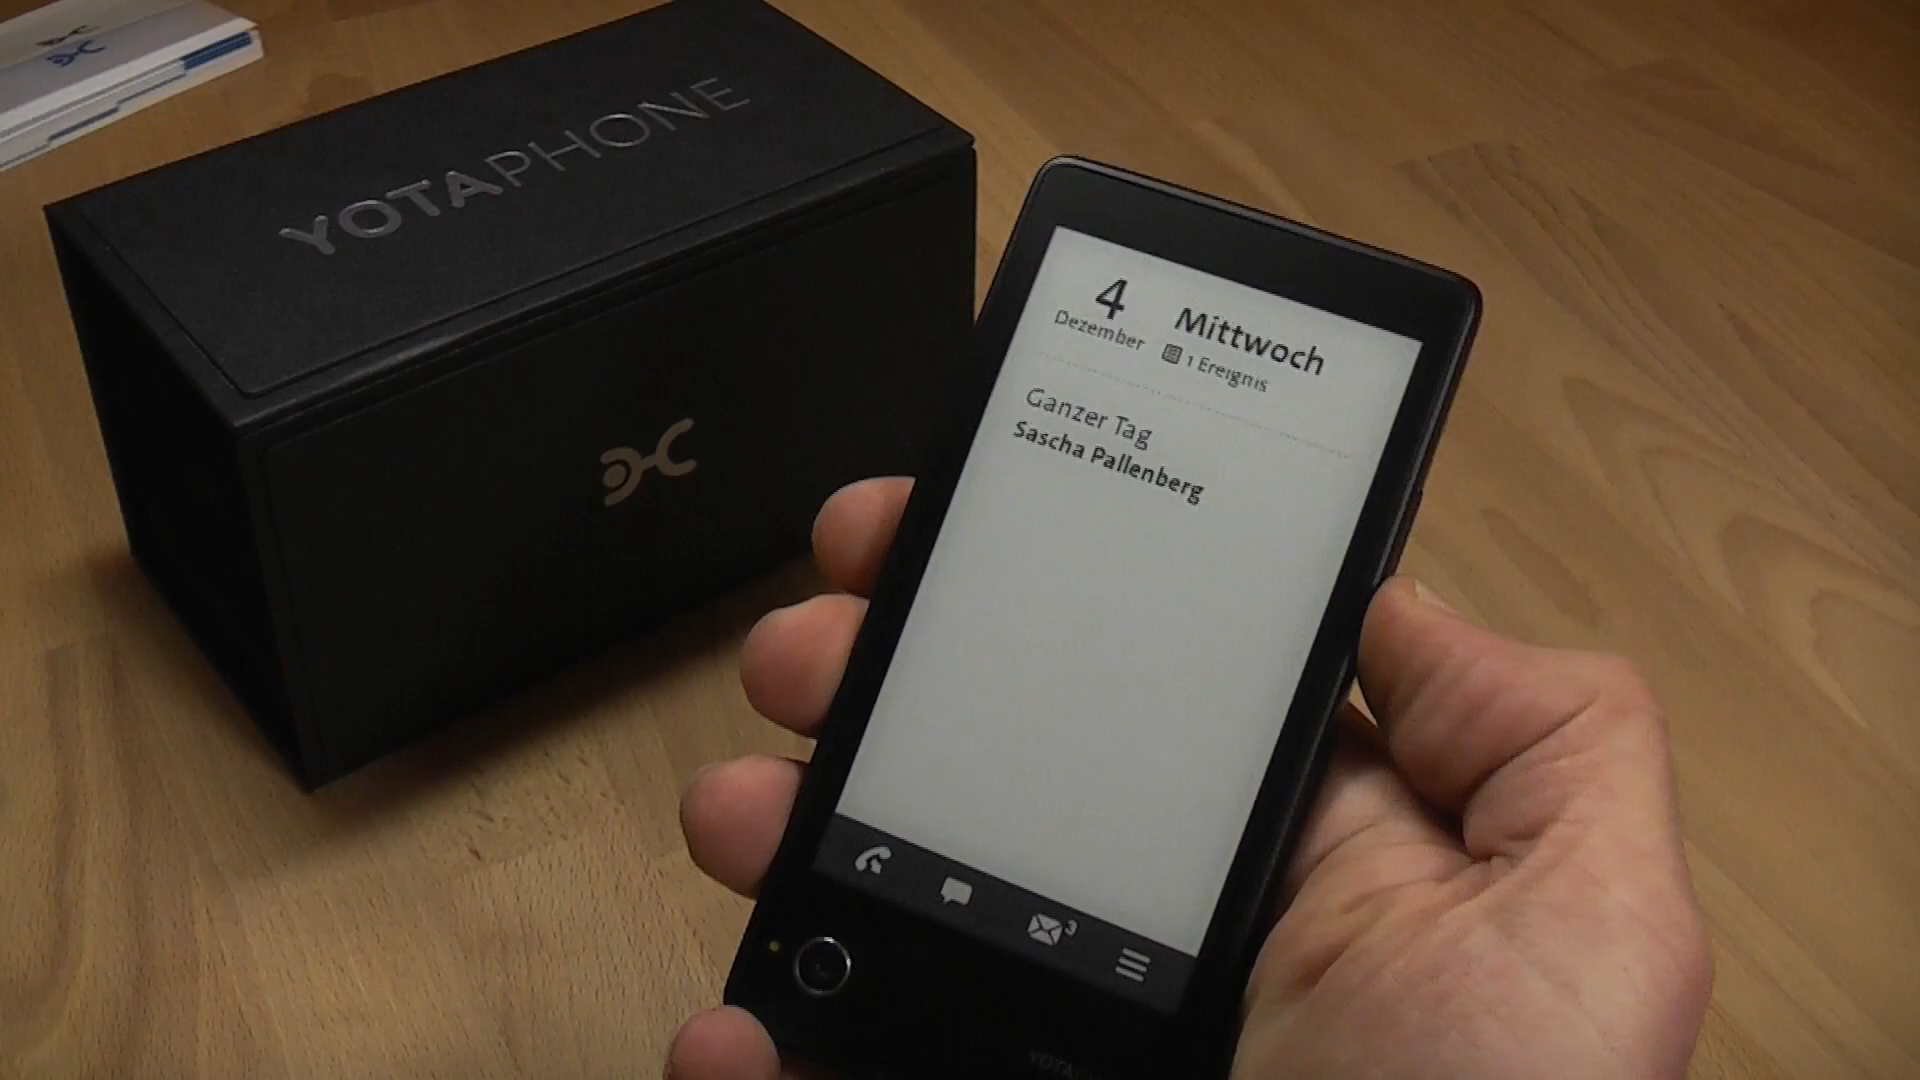 YOTAPHONE
4
Dezember
Mittwoch
1 Ereignis
Ganzer Tag
Sascha Pallenberg
3